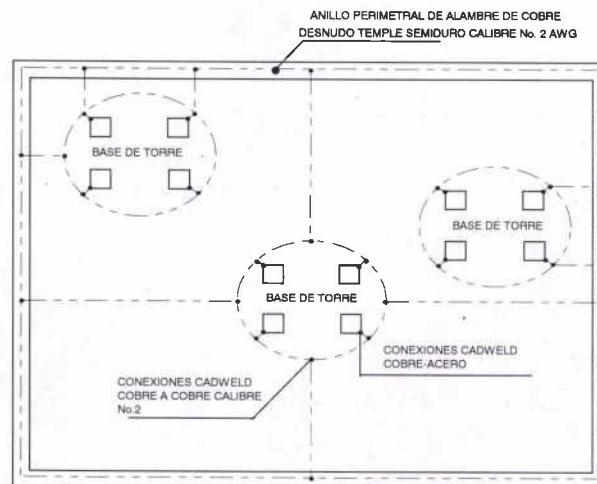 ANILLO PERIMETRAL DE ALAMBRE DE COBRE
DESNUDO TEMPLE SEMIDURO CALIBRE No. 2 AWG
BASE DE TORRE
BASE DE TORRE
BASE DE TORRE
CONEXIONES CADWELD
COBRE-ACERO
CONEXIONES CADWELD
COBRE A COBRE CALIBRE
No.2